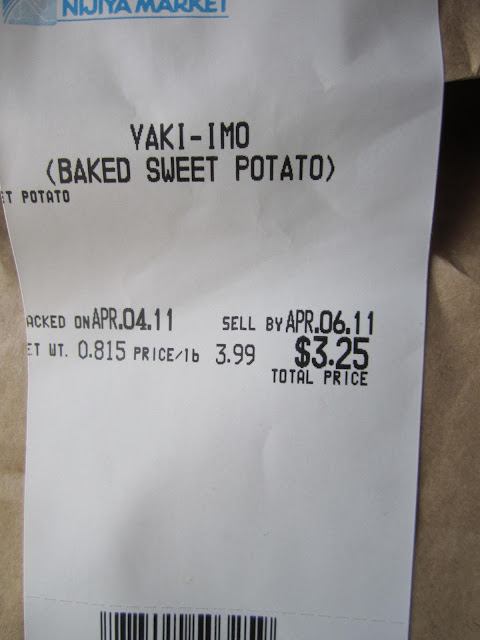 NIJIYA MARKET
YAKI-IMO
(BAKED SWEET POTATO)
ET POTATO
ACKED ON APR.04.11 SELL BY APR.06.11
ET WT. 0.815 PRICE/lb 3.99 $3.25
TOTAL PRICE